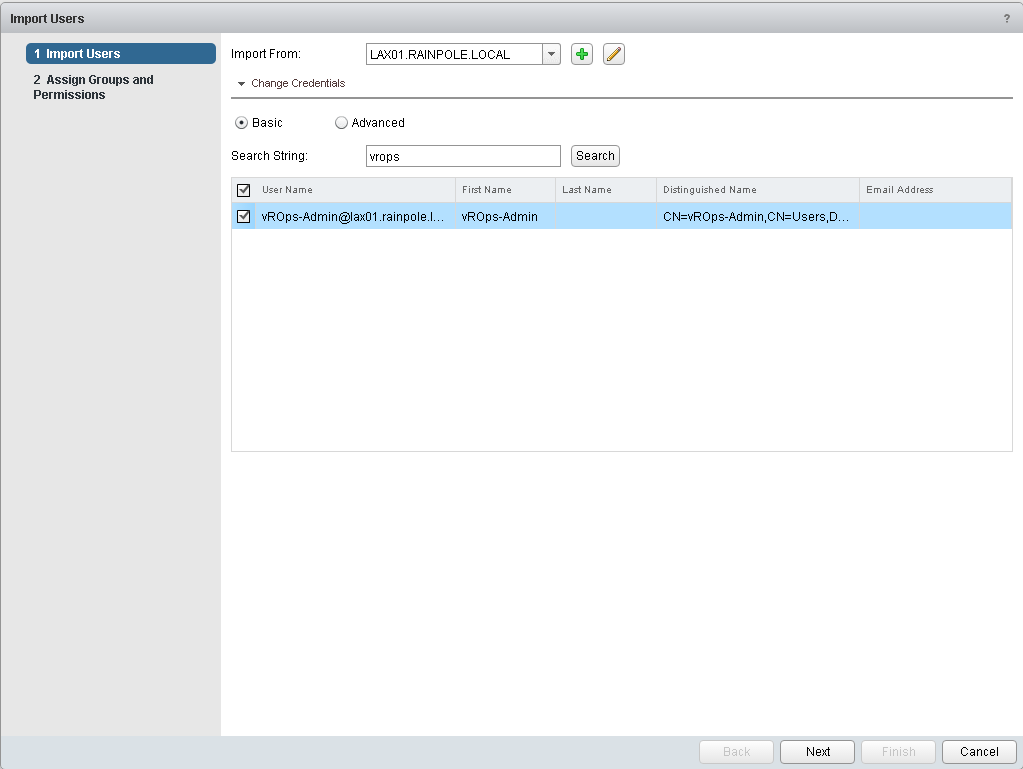 Import Users
?
1 Import Users
2 Assign Groups and
Permissions
Import From:
LAX01.RAINPOLE.LOCAL
Change Credentials
Basic
Advanced
Search String:
vrops
Search
User Name First Name Last Name Distinguished Name Email Address
vROps-Admin@lax01.rainpole.l... vROps-Admin CN=vROps-Admin,CN=Users,D...
Back Next Finish Cancel